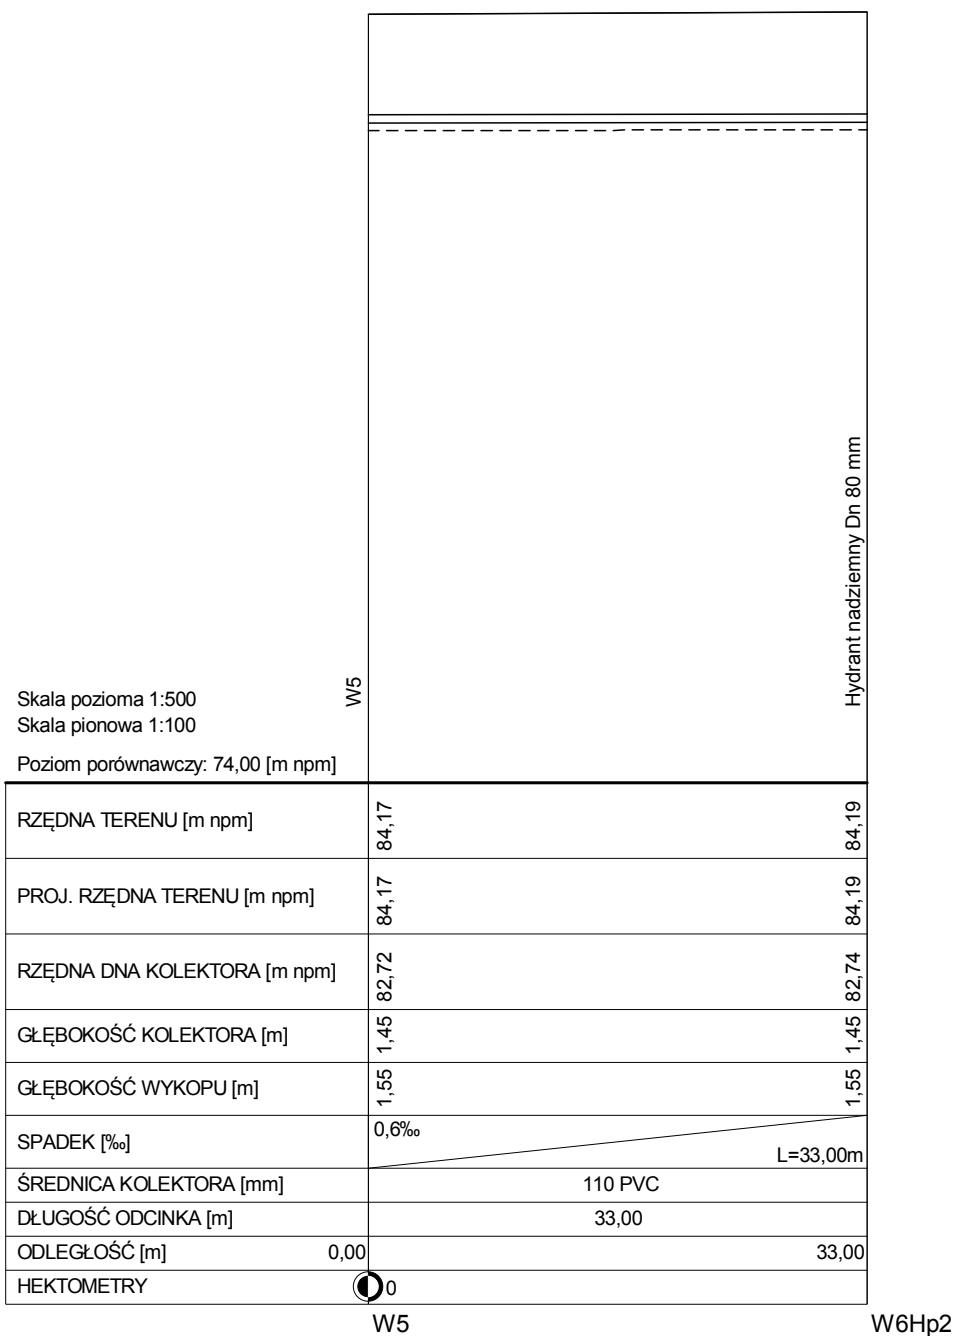 Hydrant nadziemny Dn 80 mm
W5
Skala pozioma 1:500
Skala pionowa 1:100
Poziom porównawczy: 74,00 [m npm]
RZĘDNA TERENU [m npm] 84,17 84,19
PROJ. RZĘDNA TERENU [m npm] 84,17 84,19
RZĘDNA DNA KOLEKTORA [m npm] 82,72 82,74
GŁĘBOKOŚĆ KOLEKTORA [m] 1,45 1,45
GŁĘBOKOŚĆ WYKOPU [m] 1,55 1,55
SPADEK [‰] 0,6‰ L=33,00m
ŚREDNICA KOLEKTORA [mm] 110 PVC
DŁUGOŚĆ ODCINKA [m] 33,00
ODLEGŁOŚĆ [m] 0,00 33,00
HEKTOMETRY 0
W5 W6Hp2